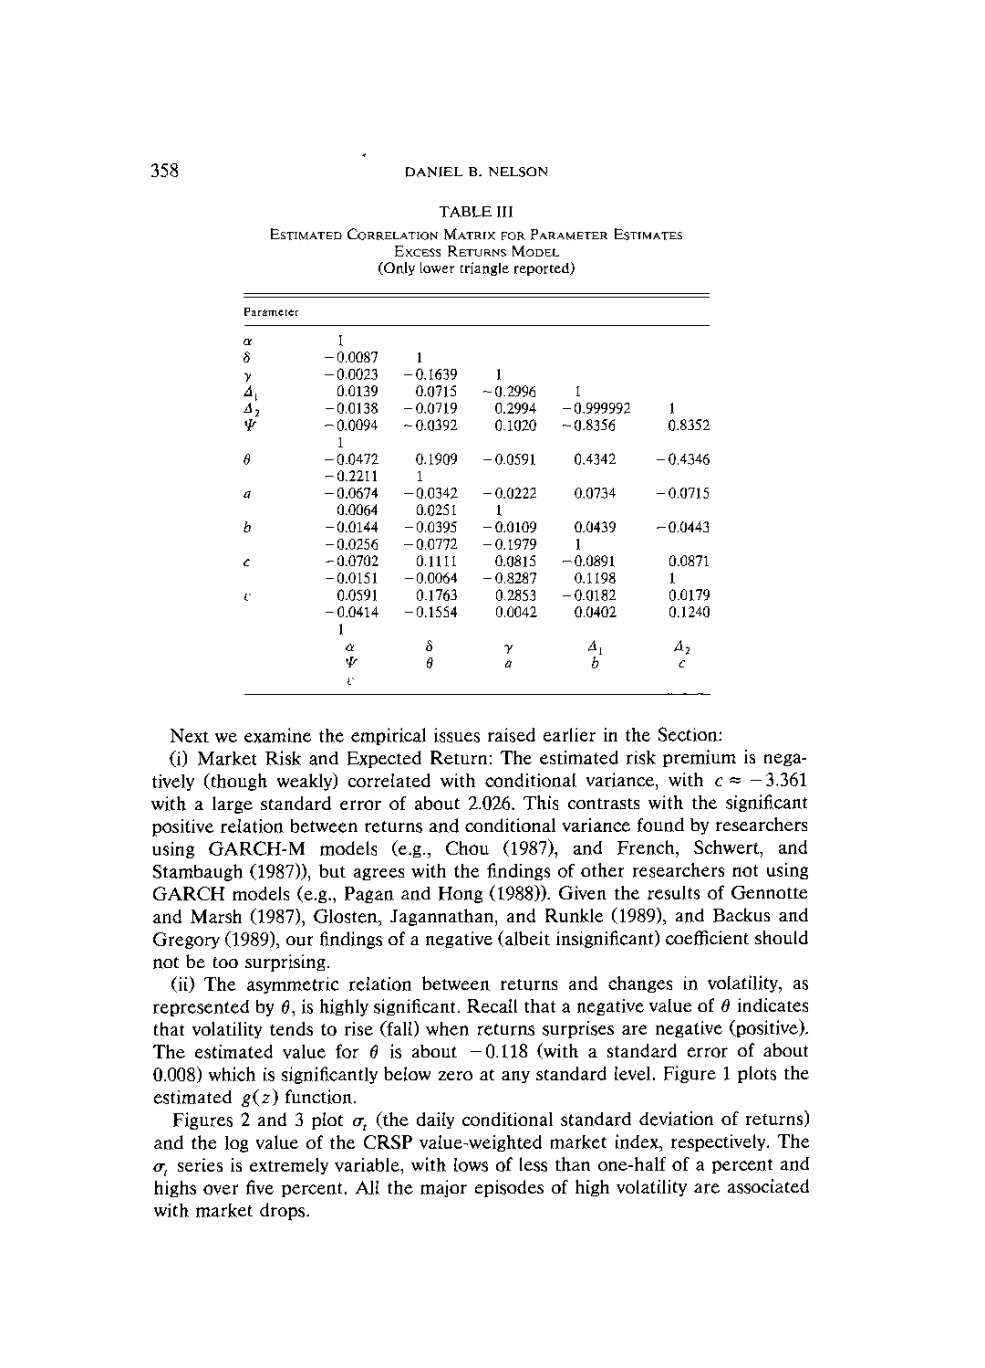 358 DANIEL B. NELSON
TABLE III
ESTIMATED CORRELATION MATRIX FOR PARAMETER ESTIMATES
EXCESS RETURNS MODEL
(Only lower triangle reported)
Parameter
α 1
δ −0.0087 1
γ −0.0023 −0.1639 1
Δ₁ 0.0139 0.0715 −0.2996 1
Δ₂ −0.0138 −0.0719 0.2994 −0.999992 1
Ψ −0.0094 −0.0392 0.1020 −0.8356 0.8352
1
θ −0.0472 0.1909 −0.0591 0.4342 −0.4346
−0.2211 1
a −0.0674 −0.0342 −0.0222 0.0734 −0.0715
0.0064 0.0251 1
b −0.0144 −0.0395 −0.0109 0.0439 −0.0443
−0.0256 −0.0772 −0.1979 1
c −0.0702 0.1111 0.0815 −0.0891 0.0871
−0.0151 −0.0064 −0.8287 0.1198 1
υ 0.0591 0.1763 0.2853 −0.0182 0.0179
−0.0414 −0.1554 0.0042 0.0402 0.1240
1
α δ γ Δ₁ Δ₂
Ψ θ a b c
υ
Next we examine the empirical issues raised earlier in the Section:
(i) Market Risk and Expected Return: The estimated risk premium is nega-
tively (though weakly) correlated with conditional variance, with c ≈ −3.361
with a large standard error of about 2.026. This contrasts with the significant
positive relation between returns and conditional variance found by researchers
using GARCH-M models (e.g., Chou (1987), and French, Schwert, and
Stambaugh (1987)), but agrees with the findings of other researchers not using
GARCH models (e.g., Pagan and Hong (1988)). Given the results of Gennotte
and Marsh (1987), Glosten, Jagannathan, and Runkle (1989), and Backus and
Gregory (1989), our findings of a negative (albeit insignificant) coefficient should
not be too surprising.
(ii) The asymmetric relation between returns and changes in volatility, as
represented by θ, is highly significant. Recall that a negative value of θ indicates
that volatility tends to rise (fall) when returns surprises are negative (positive).
The estimated value for θ is about −0.118 (with a standard error of about
0.008) which is significantly below zero at any standard level. Figure 1 plots the
estimated g(z) function.
Figures 2 and 3 plot σₜ (the daily conditional standard deviation of returns)
and the log value of the CRSP value-weighted market index, respectively. The
σₜ series is extremely variable, with lows of less than one-half of a percent and
highs over five percent. All the major episodes of high volatility are associated
with market drops.